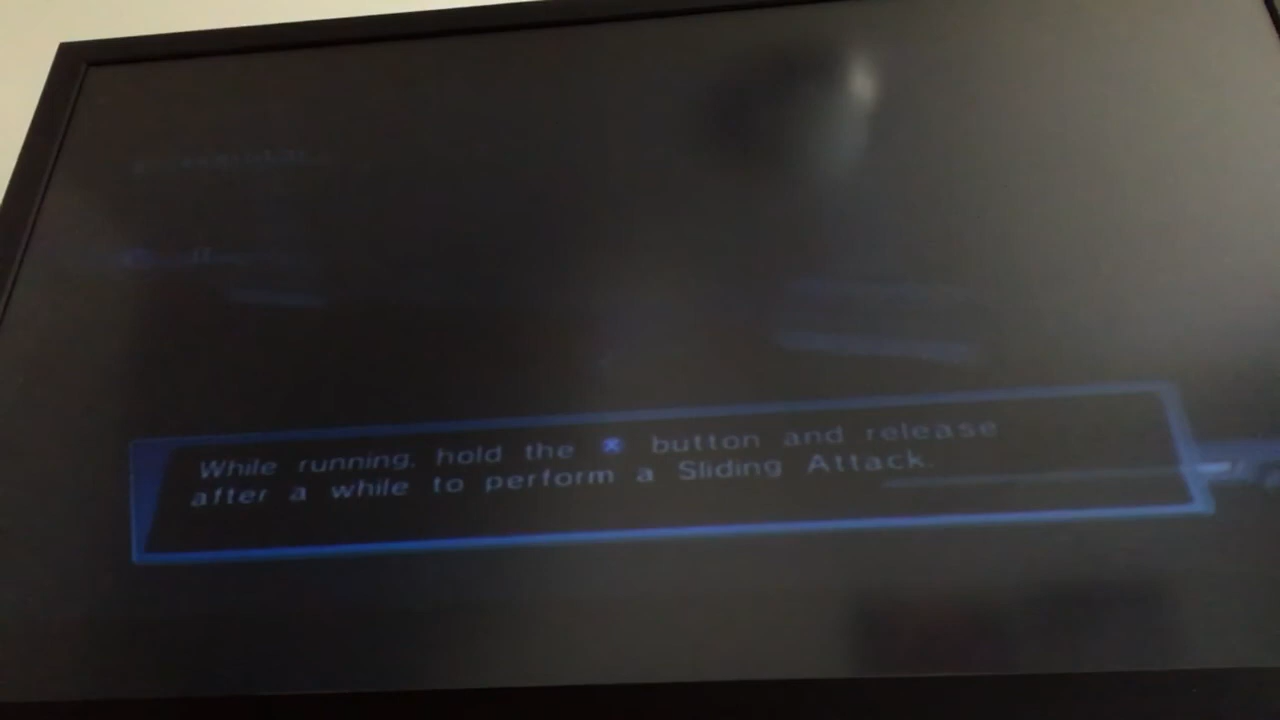 While running, hold the ✖ button and release
after a while to perform a Sliding Attack.